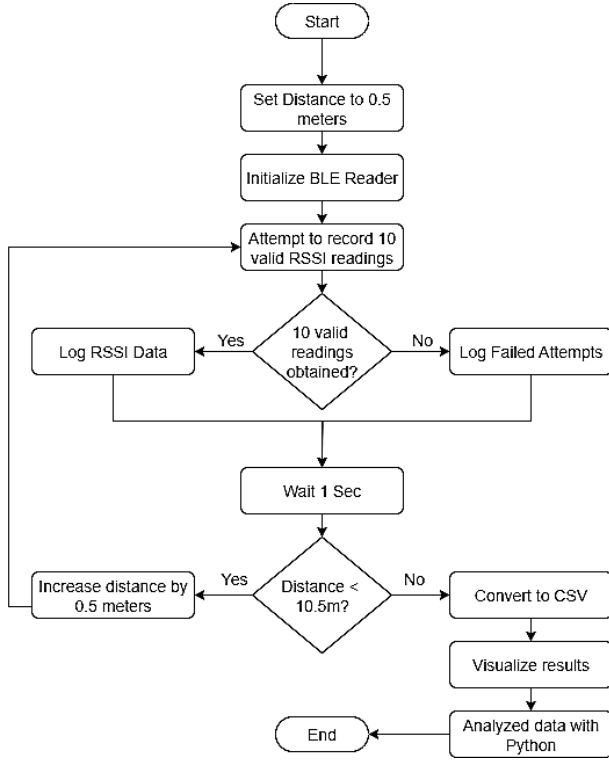 Start
Set Distance to 0.5
meters
Initialize BLE Reader
Attempt to record 10
valid RSSI readings
10 valid
readings
obtained?
Yes
No
Log RSSI Data
Log Failed Attempts
Wait 1 Sec
Distance <
10.5m?
Yes
No
Increase distance by
0.5 meters
Convert to CSV
Visualize results
Analyzed data with
Python
End